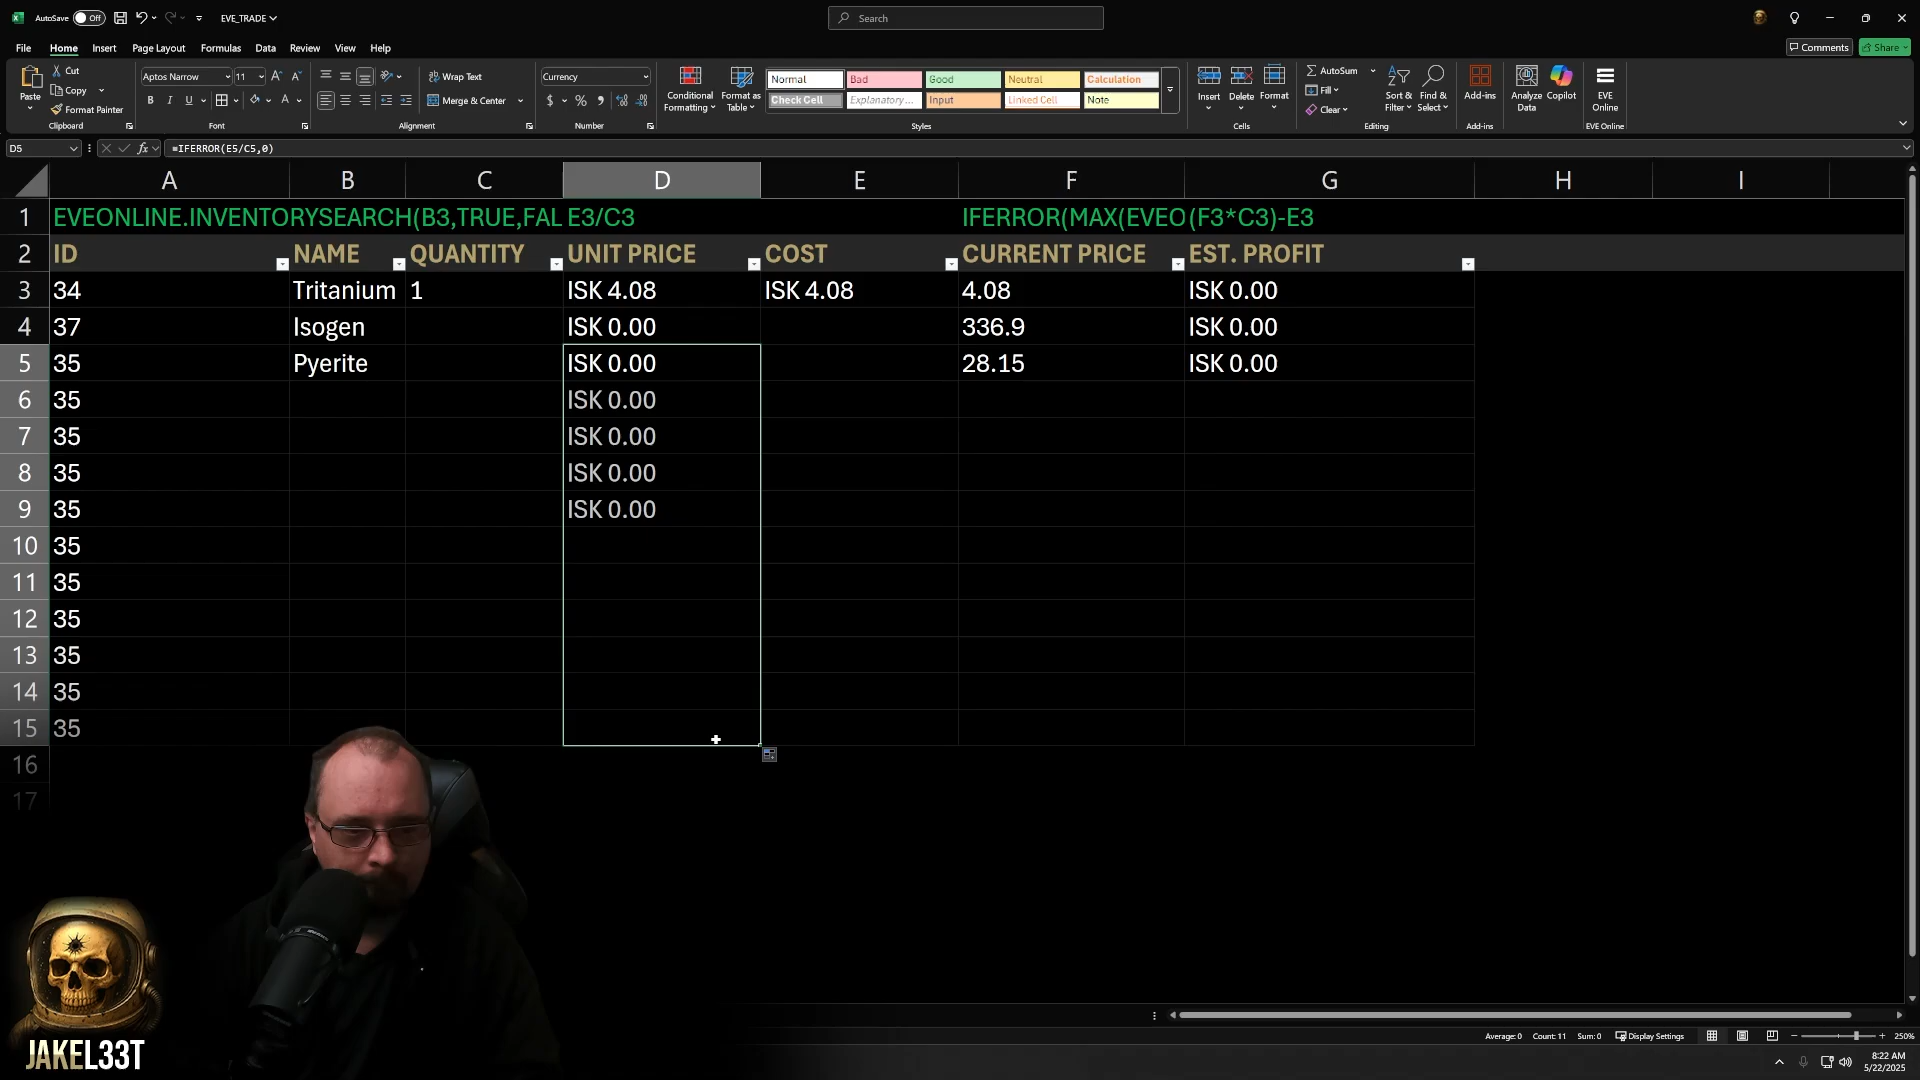 AutoSave Off EVE_TRADE Search
File Home Insert Page Layout Formulas Data Review View Help Comments Share
Paste Cut Copy Format Painter Clipboard
Aptos Narrow 11 A A B I U A Font
Wrap Text Merge & Center Alignment
Currency $ % , Number
Conditional Formatting Format as Table
Normal Bad Good Neutral Calculation
Check Cell Explanatory... Input Linked Cell Note
Styles
Insert Delete Format Cells
AutoSum Fill Clear Sort & Filter Find & Select Editing
Add-ins Add-ins
Analyze Data Copilot
EVE Online EVE Online
D5 fx =IFERROR(E5/C5,0)
A B C D E F G H I
1 EVEONLINE.INVENTORYSEARCH(B3,TRUE,FAL E3/C3 IFERROR(MAX(EVEO (F3*C3)-E3
2 ID NAME QUANTITY UNIT PRICE COST CURRENT PRICE EST. PROFIT
3 34 Tritanium 1 ISK 4.08 ISK 4.08 4.08 ISK 0.00
4 37 Isogen ISK 0.00 336.9 ISK 0.00
5 35 Pyerite ISK 0.00 28.15 ISK 0.00
6 35 ISK 0.00
7 35 ISK 0.00
8 35 ISK 0.00
9 35 ISK 0.00
10 35
11 35
12 35
13 35
14 35
15 35
16
17
JAKEL33T
Average: 0 Count: 11 Sum: 0 Display Settings 250%
8:22 AM
5/22/2025